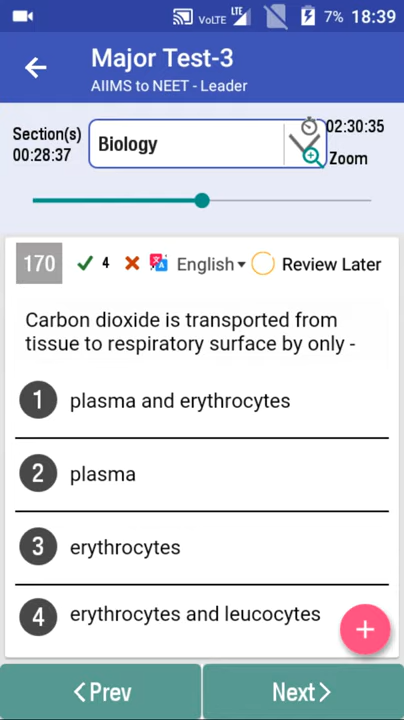 VoLTE LTE 7% 18:39
Major Test-3
AIIMS to NEET - Leader
Section(s)
00:28:37
Biology
02:30:35
Zoom
170 4 English Review Later
Carbon dioxide is transported from
tissue to respiratory surface by only -
1 plasma and erythrocytes
2 plasma
3 erythrocytes
4 erythrocytes and leucocytes
+
<Prev Next>